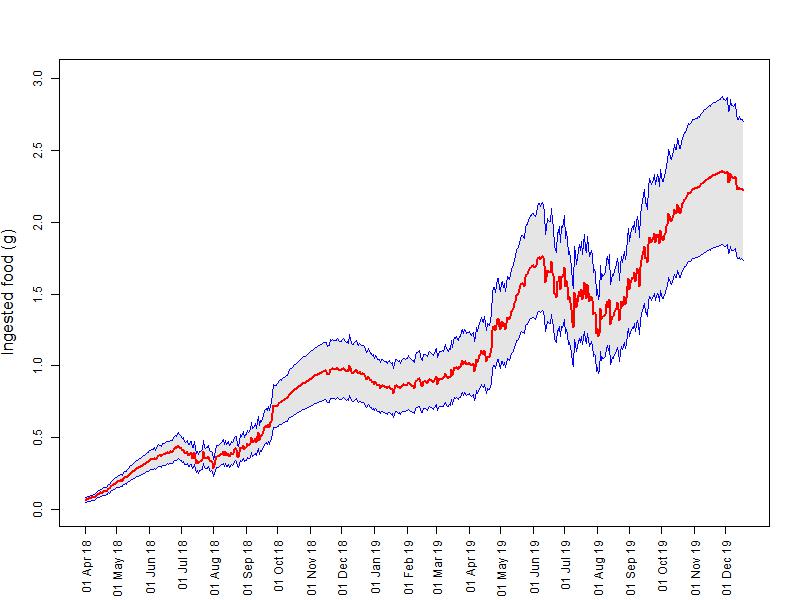 Ingested food (g)
3.0
2.5
2.0
1.5
1.0
0.5
0.0
01 Apr 18
01 May 18
01 Jun 18
01 Jul 18
01 Aug 18
01 Sep 18
01 Oct 18
01 Nov 18
01 Dec 18
01 Jan 19
01 Feb 19
01 Mar 19
01 Apr 19
01 May 19
01 Jun 19
01 Jul 19
01 Aug 19
01 Sep 19
01 Oct 19
01 Nov 19
01 Dec 19